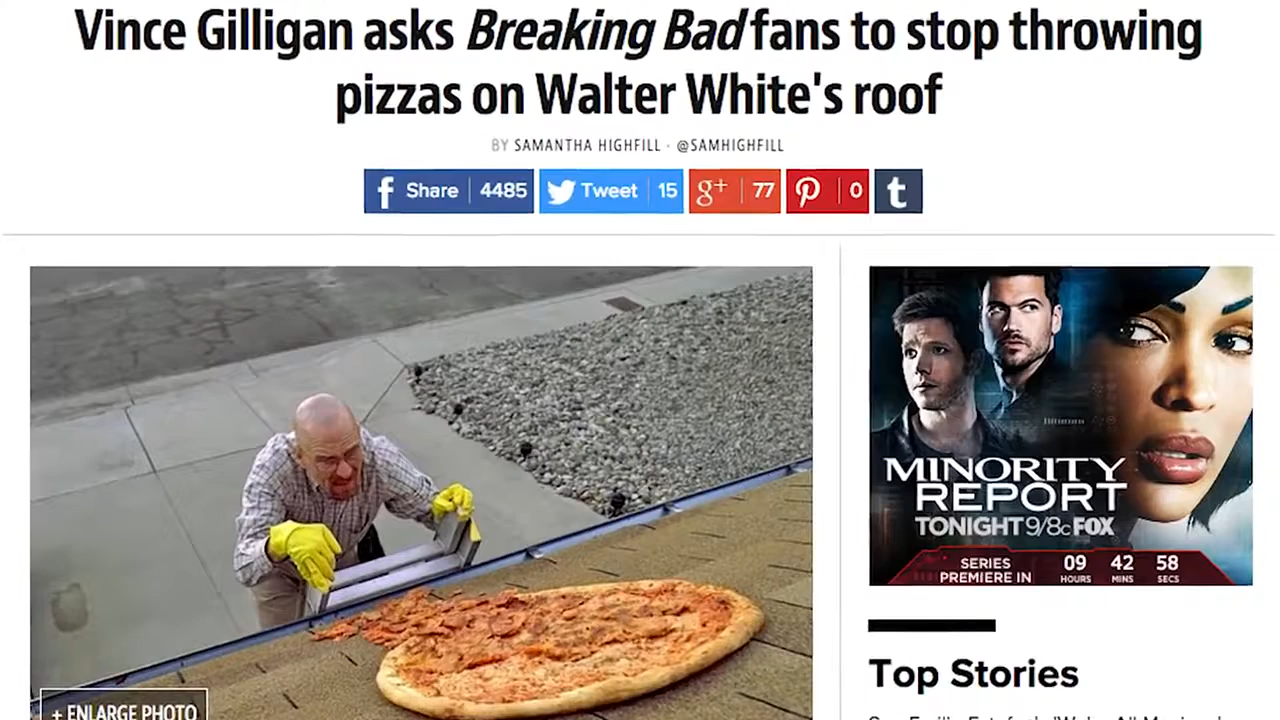 Vince Gilligan asks Breaking Bad fans to stop throwing
pizzas on Walter White's roof
BY SAMANTHA HIGHFILL · @SAMHIGHFILL
Share 4485
Tweet 15
g+ 77
0
t
MINORITY
REPORT
TONIGHT 9/8c FOX
SERIES
PREMIERE IN
09 42 58
HOURS MINS SECS
+ ENLARGE PHOTO
Top Stories